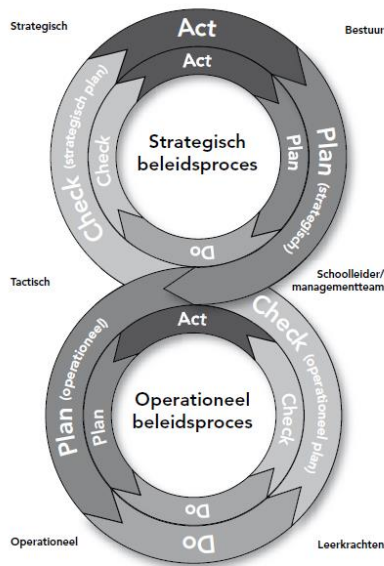 Strategisch
Act
Bestuur
Act
Check (strategisch plan)
Check
Strategisch
beleidsproces
Plan
Plan (strategisch)
Do
Tactisch
Schoolleider/
managementteam
Act
Plan (operationeel)
Plan
Operationeel
beleidsproces
Check
Check (operationeel plan)
Do
Do
Operationeel
Leerkrachten